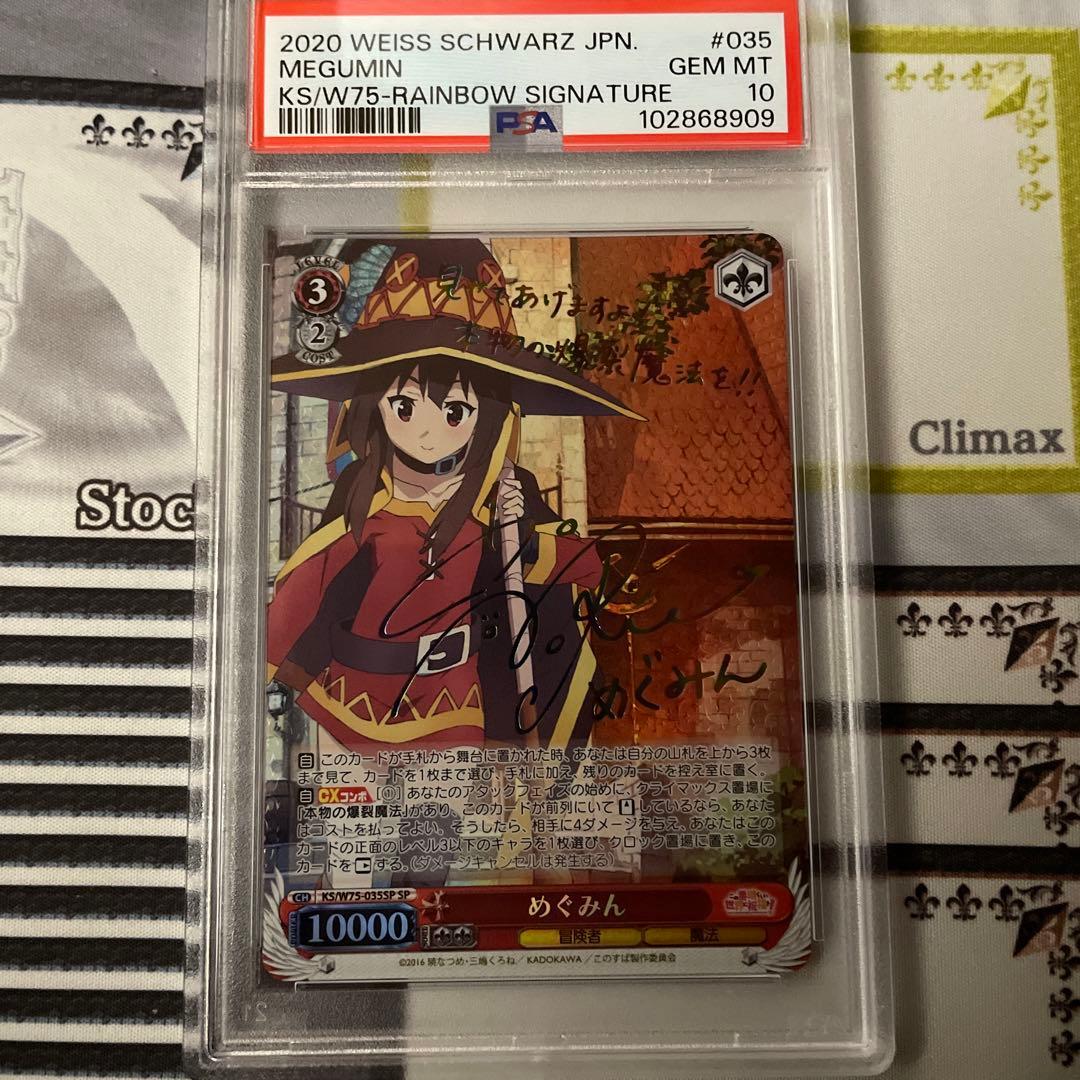 2020 WEISS SCHWARZ JPN. #035
MEGUMIN GEM MT
KS/W75-RAINBOW SIGNATURE 10
PSA 102868909
LEVEL
3
2
COST
見せてあげますよ
本物の爆裂魔法を!!
Climax
Stoc
めぐみん
自 このカードが手札から舞台に置かれた時、あなたは自分の山札を上から3枚
まで見て、カードを1枚まで選び、手札に加え、残りのカードを控え室に置く。
自 CXコンボ [①] あなたのアタックフェイズの始めに、クライマックス置場に
「本物の爆裂魔法」があり、このカードが前列にいて しているなら、あなた
はコストを払ってよい。そうしたら、相手に4ダメージを与え、あなたはこの
カードの正面のレベル3以下のキャラを1枚選び、クロック置場に置き、この
カードを する。(ダメージキャンセルは発生する)
CH KS/W75-035SP SP
めぐみん
POWER 10000 SOUL
冒険者 魔法
©2016 暁なつめ・三嶋くろね/KADOKAWA/このすば製作委員会